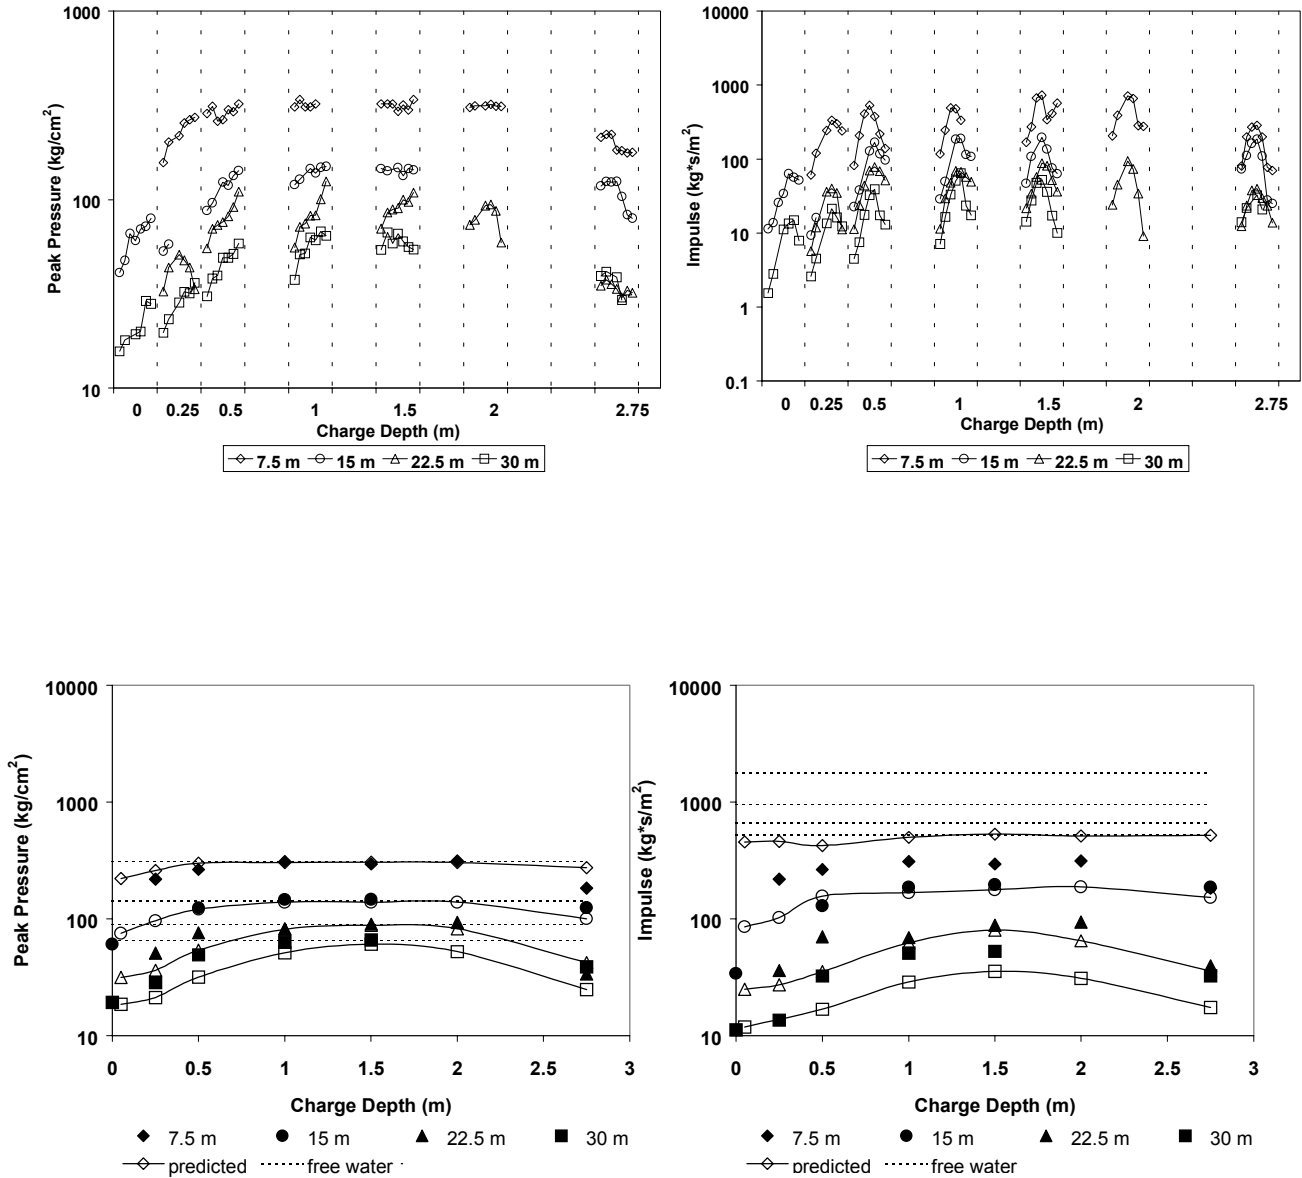 1000
100
10
Peak Pressure (kg/cm²)
0 0.25 0.5 1 1.5 2 2.75
Charge Depth (m)
7.5 m 15 m 22.5 m 30 m
10000
1000
100
10
1
0.1
Impulse (kg*s/m²)
0 0.25 0.5 1 1.5 2 2.75
Charge Depth (m)
7.5 m 15 m 22.5 m 30 m
10000
1000
100
10
Peak Pressure (kg/cm²)
0 0.5 1 1.5 2 2.5 3
Charge Depth (m)
7.5 m 15 m 22.5 m 30 m
predicted free water
10000
1000
100
10
Impulse (kg*s/m²)
0 0.5 1 1.5 2 2.5 3
Charge Depth (m)
7.5 m 15 m 22.5 m 30 m
predicted free water